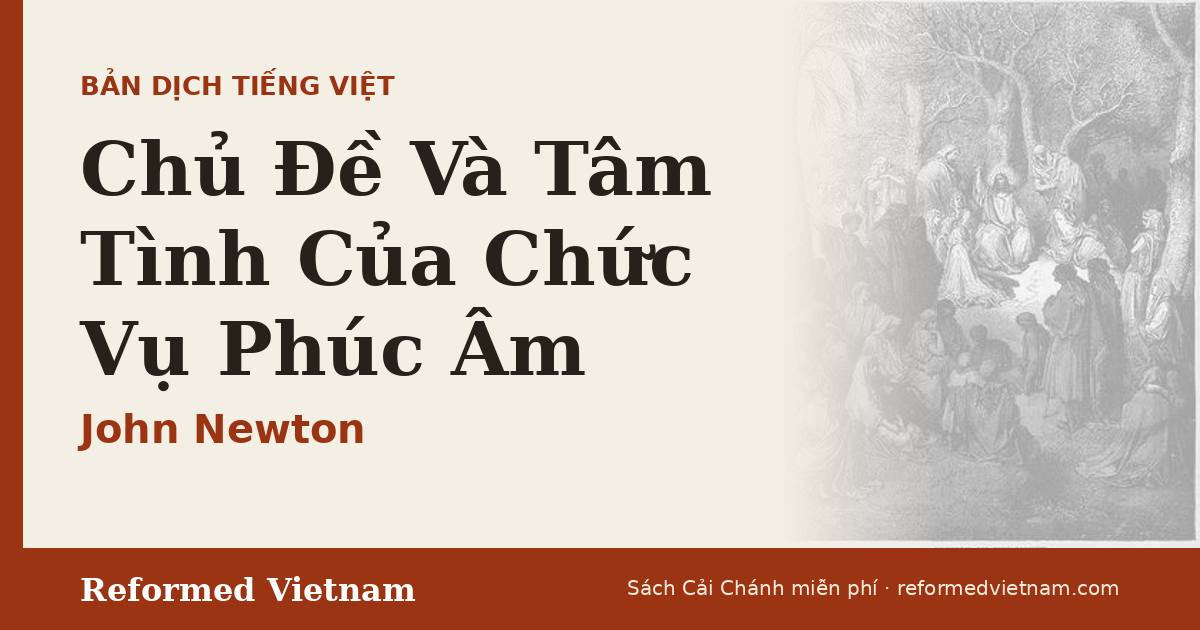 BẢN DỊCH TIẾNG VIỆT
Chủ Đề Và Tâm
Tình Của Chức
Vụ Phúc Âm
John Newton
Reformed Vietnam
Sách Cải Chánh miễn phí · reformedvietnam.com